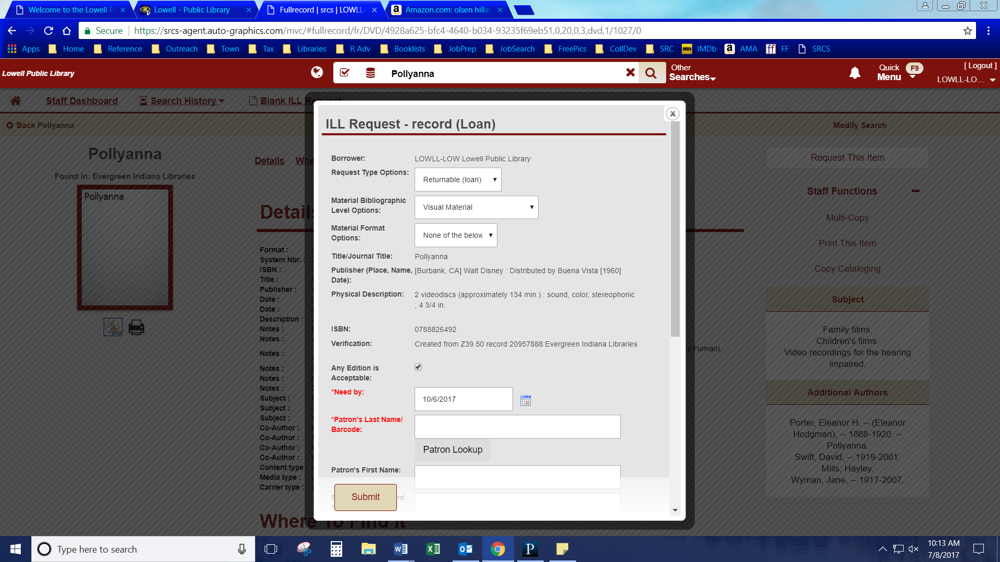 Welcome to the Lowell P
Lowell - Public Library
Fullrecord | srcs | LOWLL-
Amazon.com: olsen hillar
Secure
https://srcs-agent.auto-graphics.com/mvc/#fullrecord/fr/DVD/4928a625-bfc4-4640-b034-93235f69eb51,0,20,0,3,dvd,1/1027/0
Apps Home Reference Outreach Town Tax Libraries R Adv Booklists JobPrep JobSearch FreePics CollDev SRC IMDb AMA FF SRCS
Lowell Public Library
Pollyanna
Other
Searches
Quick
Menu
F9
[ Logout ]
LOWLL-LO...
Staff Dashboard
Search History
Blank ILL Request
Back Pollyanna
Modify Search
Pollyanna
Found in: Evergreen Indiana Libraries
Pollyanna
DVD
Details
Whe
Details
Format :
System Nbr. :
ISBN :
Title :
Publisher :
Date :
Date :
Description :
Notes :
Notes :
Notes :
Notes :
Notes :
Notes :
Subject :
Subject :
Subject :
Co-Author :
Co-Author :
Co-Author :
Co-Author :
Content type :
Media type :
Carrier type :
y Furman),
Where To Find It
ILL Request - record (Loan)
Borrower: LOWLL-LOW Lowell Public Library
Request Type Options: Returnable (loan)
Material Bibliographic
Level Options:
Visual Material
Material Format
Options:
None of the below
Title/Journal Title: Pollyanna
Publisher (Place, Name, [Burbank, CA] Walt Disney : Distributed by Buena Vista [1960]
Date):
Physical Description: 2 videodiscs (approximately 134 min.) : sound, color, stereophonic
; 4 3/4 in.
ISBN: 0788826492
Verification: Created from Z39.50 record 20957888:Evergreen Indiana Libraries
Any Edition is
Acceptable:
*Need by: 10/6/2017
*Patron's Last Name/
Barcode:
Patron Lookup
Patron's First Name:
Submit
Request This Item
Staff Functions
Multi-Copy
Print This Item
Copy Cataloging
Subject
Family films.
Children's films.
Video recordings for the hearing
impaired.
Additional Authors
Porter, Eleanor H. -- (Eleanor
Hodgman), -- 1868-1920. --
Pollyanna.
Swift, David, -- 1919-2001.
Mills, Hayley.
Wyman, Jane, -- 1917-2007.
Type here to search
10:13 AM
7/8/2017